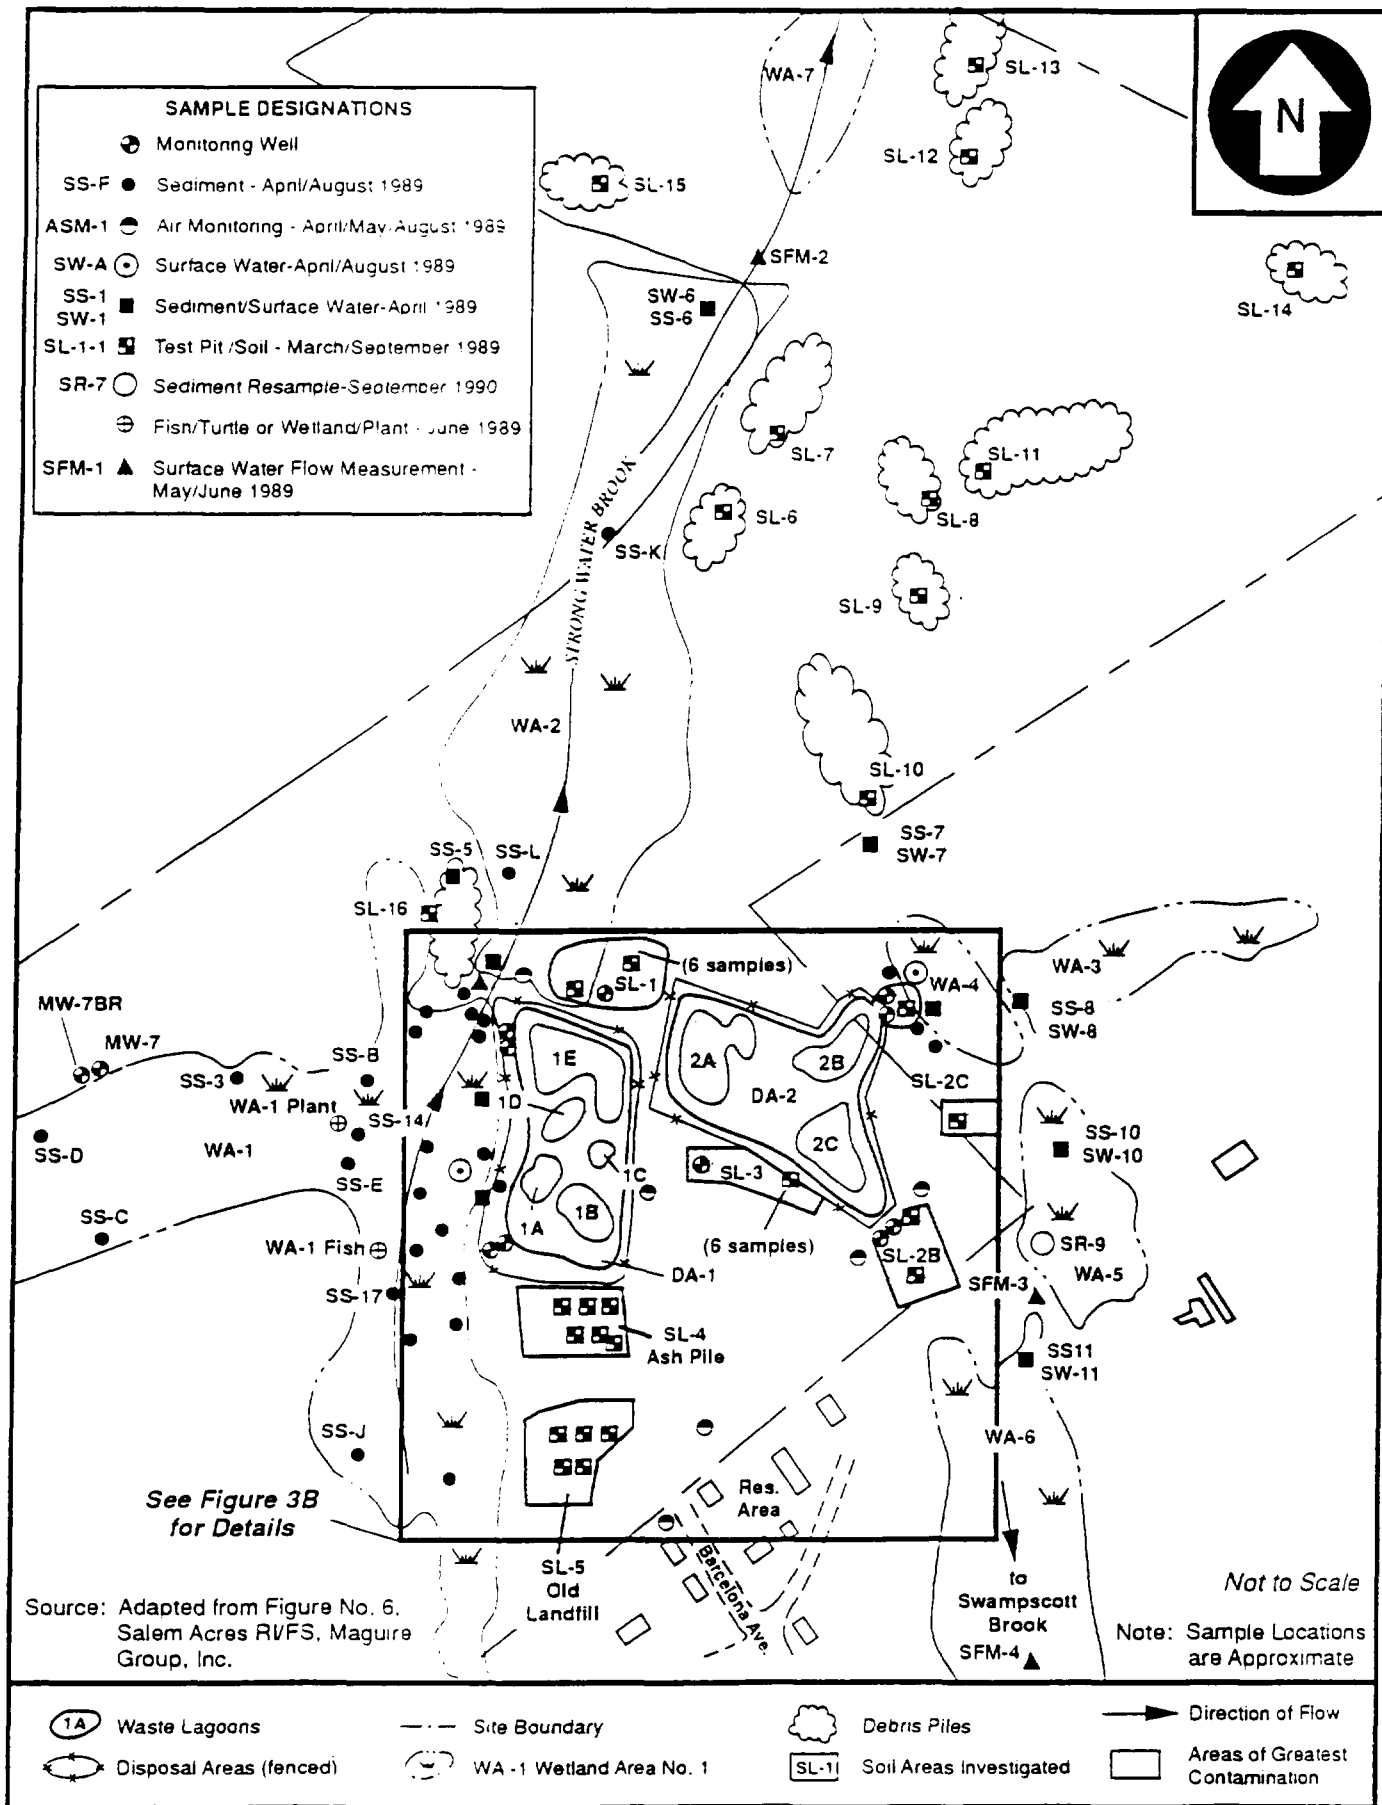 WA-7
SL-13
N
SAMPLE DESIGNATIONS
Monitoring Well
SS-F Sediment - April/August 1989
ASM-1 Air Monitoring - April/May/August 1989
SW-A Surface Water-April/August 1989
SS-1
SW-1 Sediment/Surface Water-April 1989
SL-1-1 Test Pit/Soil - March/September 1989
SR-7 Sediment Resample-September 1990
Fish/Turtle or Wetland/Plant - June 1989
SFM-1 Surface Water Flow Measurement -
May/June 1989
SL-12
SL-15
SFM-2
SL-14
SW-6
SS-6
SL-7
SL-11
SL-8
SL-6
STRONG WATER BROOK
SS-K
SL-9
WA-2
SL-10
SS-7
SW-7
SS-5
SS-L
SL-16
(6 samples)
SL-1
WA-4
WA-3
SS-8
SW-8
MW-7BR
MW-7
SS-B
SS-3
WA-1 Plant
SS-14
WA-1
SS-D
SS-E
SS-C
WA-1 Fish
SS-17
1E
1D
1C
1A
1B
DA-1
2A
2B
DA-2
2C
SL-2C
SL-3
(6 samples)
SL-2B
SS-10
SW-10
SR-9
WA-5
SFM-3
SS11
SW-11
SL-4
Ash Pile
SS-J
WA-6
See Figure 3B
for Details
Res.
Area
Barcelona Ave.
SL-5
Old
Landfill
to
Swampscott
Brook
SFM-4
Not to Scale
Source: Adapted from Figure No. 6,
Salem Acres RI/FS, Maguire
Group, Inc.
Note: Sample Locations
are Approximate
1A Waste Lagoons
Site Boundary
Debris Piles
Direction of Flow
Disposal Areas (fenced)
WA-1 Wetland Area No. 1
SL-1 Soil Areas Investigated
Areas of Greatest
Contamination